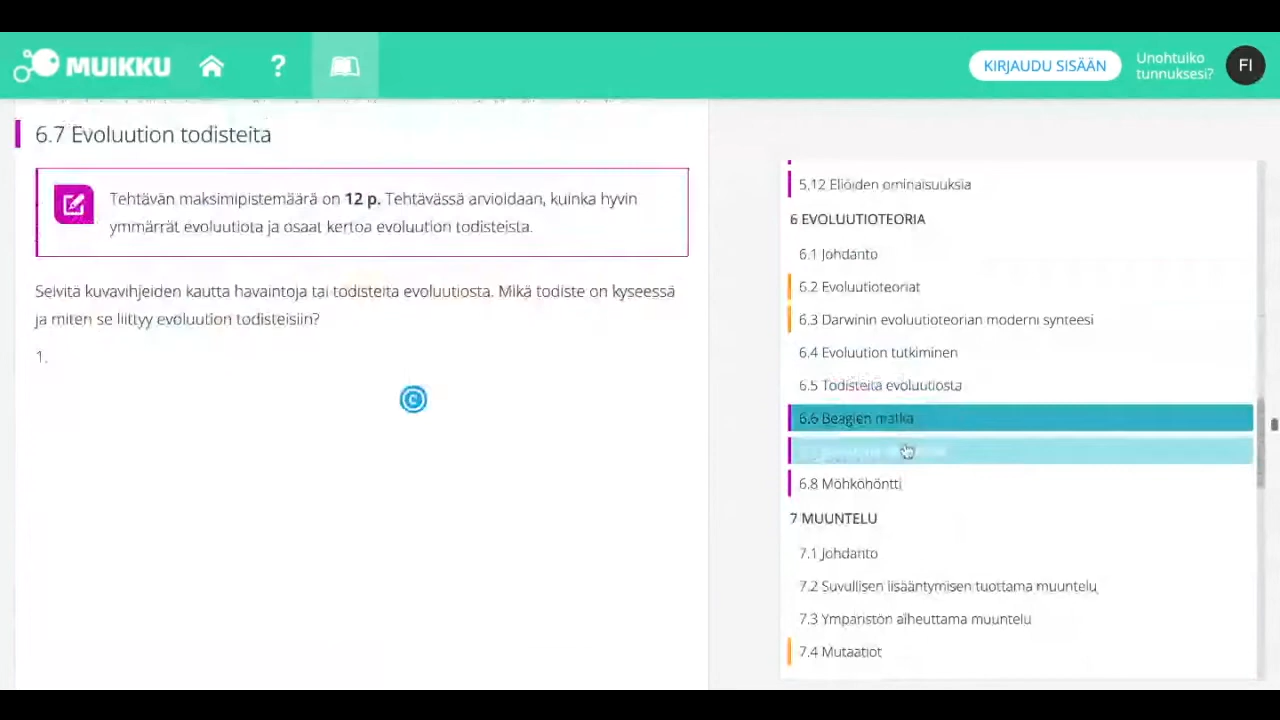 MUIKKU
?
KIRJAUDU SISÄÄN
Unohtuiko
tunnuksesi?
FI
6.7 Evoluution todisteita
Tehtävän maksimipistemäärä on 12 p. Tehtävässä arvioidaan, kuinka hyvin
ymmärrät evoluutiota ja osaat kertoa evoluution todisteista.
Selvitä kuvavihjeiden kautta havaintoja tai todisteita evoluutiosta. Mikä todiste on kyseessä
ja miten se liittyy evoluution todisteisiin?
1.
5.12 Eliöiden ominaisuuksia
6 EVOLUUTIOTEORIA
6.1 Johdanto
6.2 Evoluutioteoriat
6.3 Darwinin evoluutioteorian moderni synteesi
6.4 Evoluution tutkiminen
6.5 Todisteita evoluutiosta
6.6 Beaglen matka
6.8 Möhköhöntti
7 MUUNTELU
7.1 Johdanto
7.2 Suvullisen lisääntymisen tuottama muuntelu
7.3 Ympäristön aiheuttama muuntelu
7.4 Mutaatiot